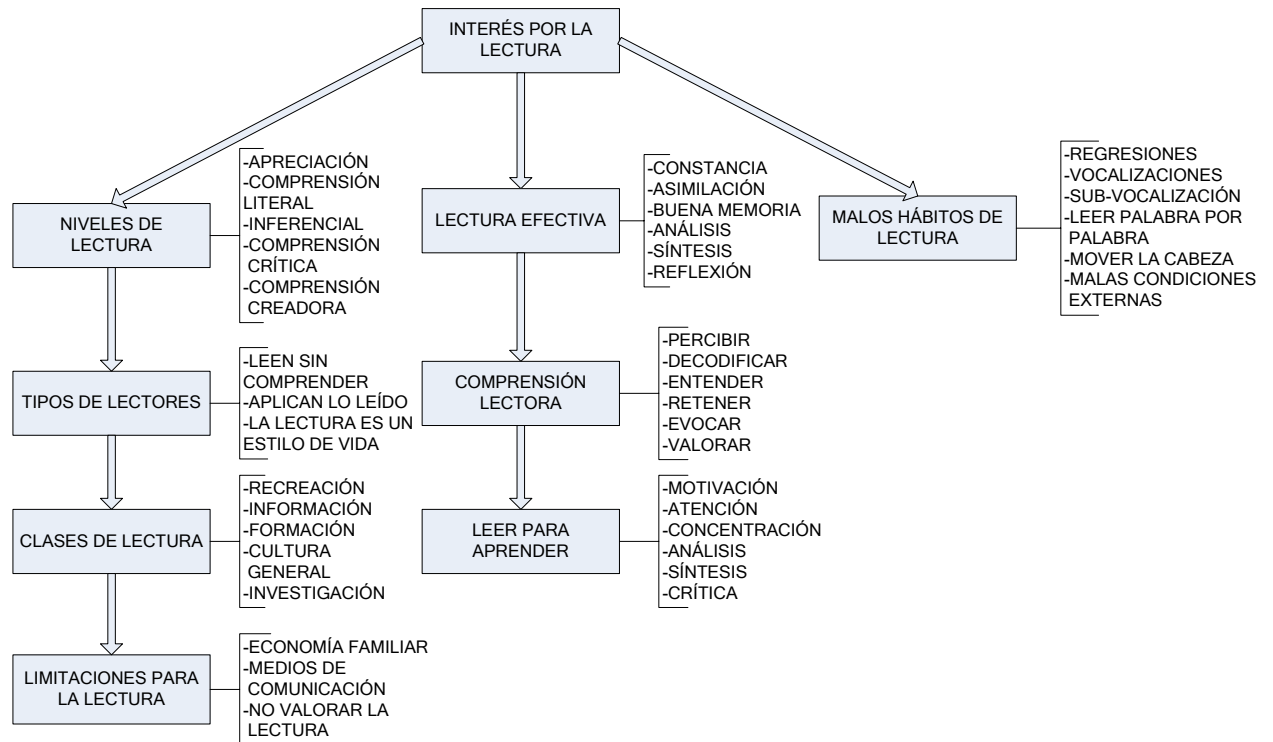 INTERÉS POR LA
LECTURA
NIVELES DE
LECTURA
-APRECIACIÓN
-COMPRENSIÓN
LITERAL
-INFERENCIAL
-COMPRENSIÓN
CRÍTICA
-COMPRENSIÓN
CREADORA
TIPOS DE LECTORES
-LEEN SIN
COMPRENDER
-APLICAN LO LEÍDO
-LA LECTURA ES UN
ESTILO DE VIDA
CLASES DE LECTURA
-RECREACIÓN
-INFORMACIÓN
-FORMACIÓN
-CULTURA
GENERAL
-INVESTIGACIÓN
LIMITACIONES PARA
LA LECTURA
-ECONOMÍA FAMILIAR
-MEDIOS DE
COMUNICACIÓN
-NO VALORAR LA
LECTURA
LECTURA EFECTIVA
-CONSTANCIA
-ASIMILACIÓN
-BUENA MEMORIA
-ANÁLISIS
-SÍNTESIS
-REFLEXIÓN
COMPRENSIÓN
LECTORA
-PERCIBIR
-DECODIFICAR
-ENTENDER
-RETENER
-EVOCAR
-VALORAR
LEER PARA
APRENDER
-MOTIVACIÓN
-ATENCIÓN
-CONCENTRACIÓN
-ANÁLISIS
-SÍNTESIS
-CRÍTICA
MALOS HÁBITOS DE
LECTURA
-REGRESIONES
-VOCALIZACIONES
-SUB-VOCALIZACIÓN
-LEER PALABRA POR
PALABRA
-MOVER LA CABEZA
-MALAS CONDICIONES
EXTERNAS